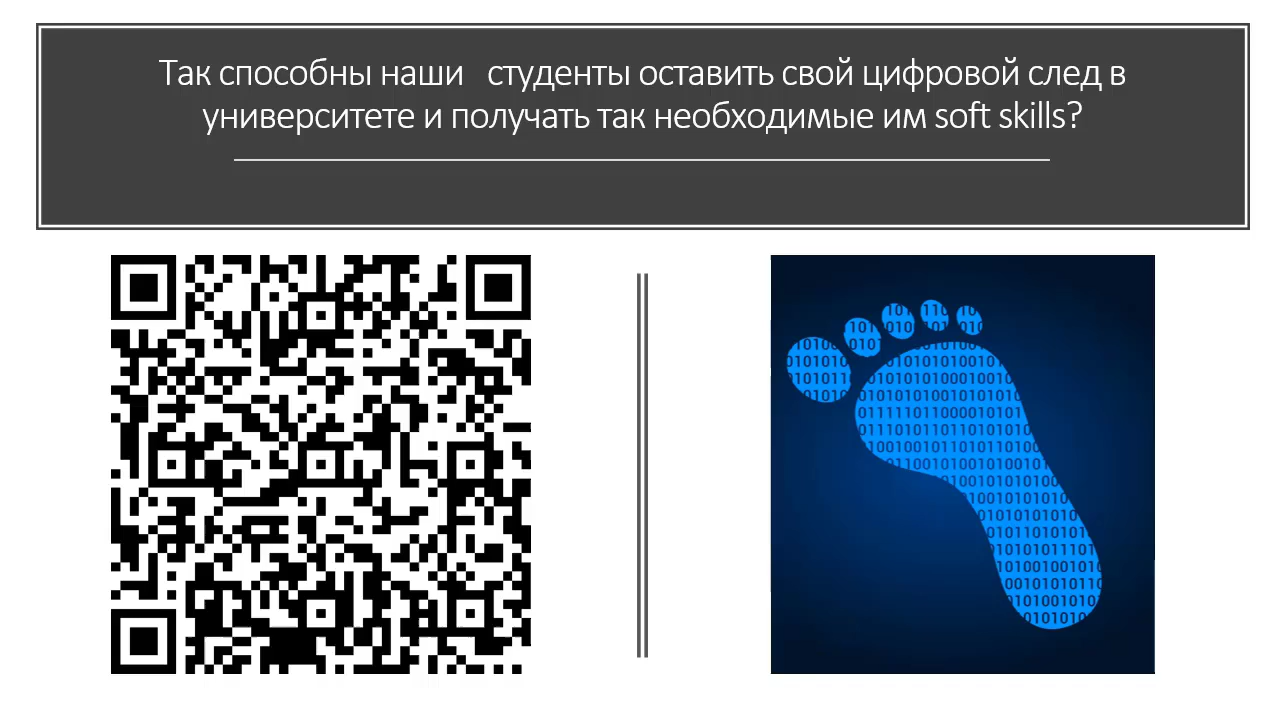 Так способны наши студенты оставить свой цифровой след в
университете и получать так необходимые им soft skills?